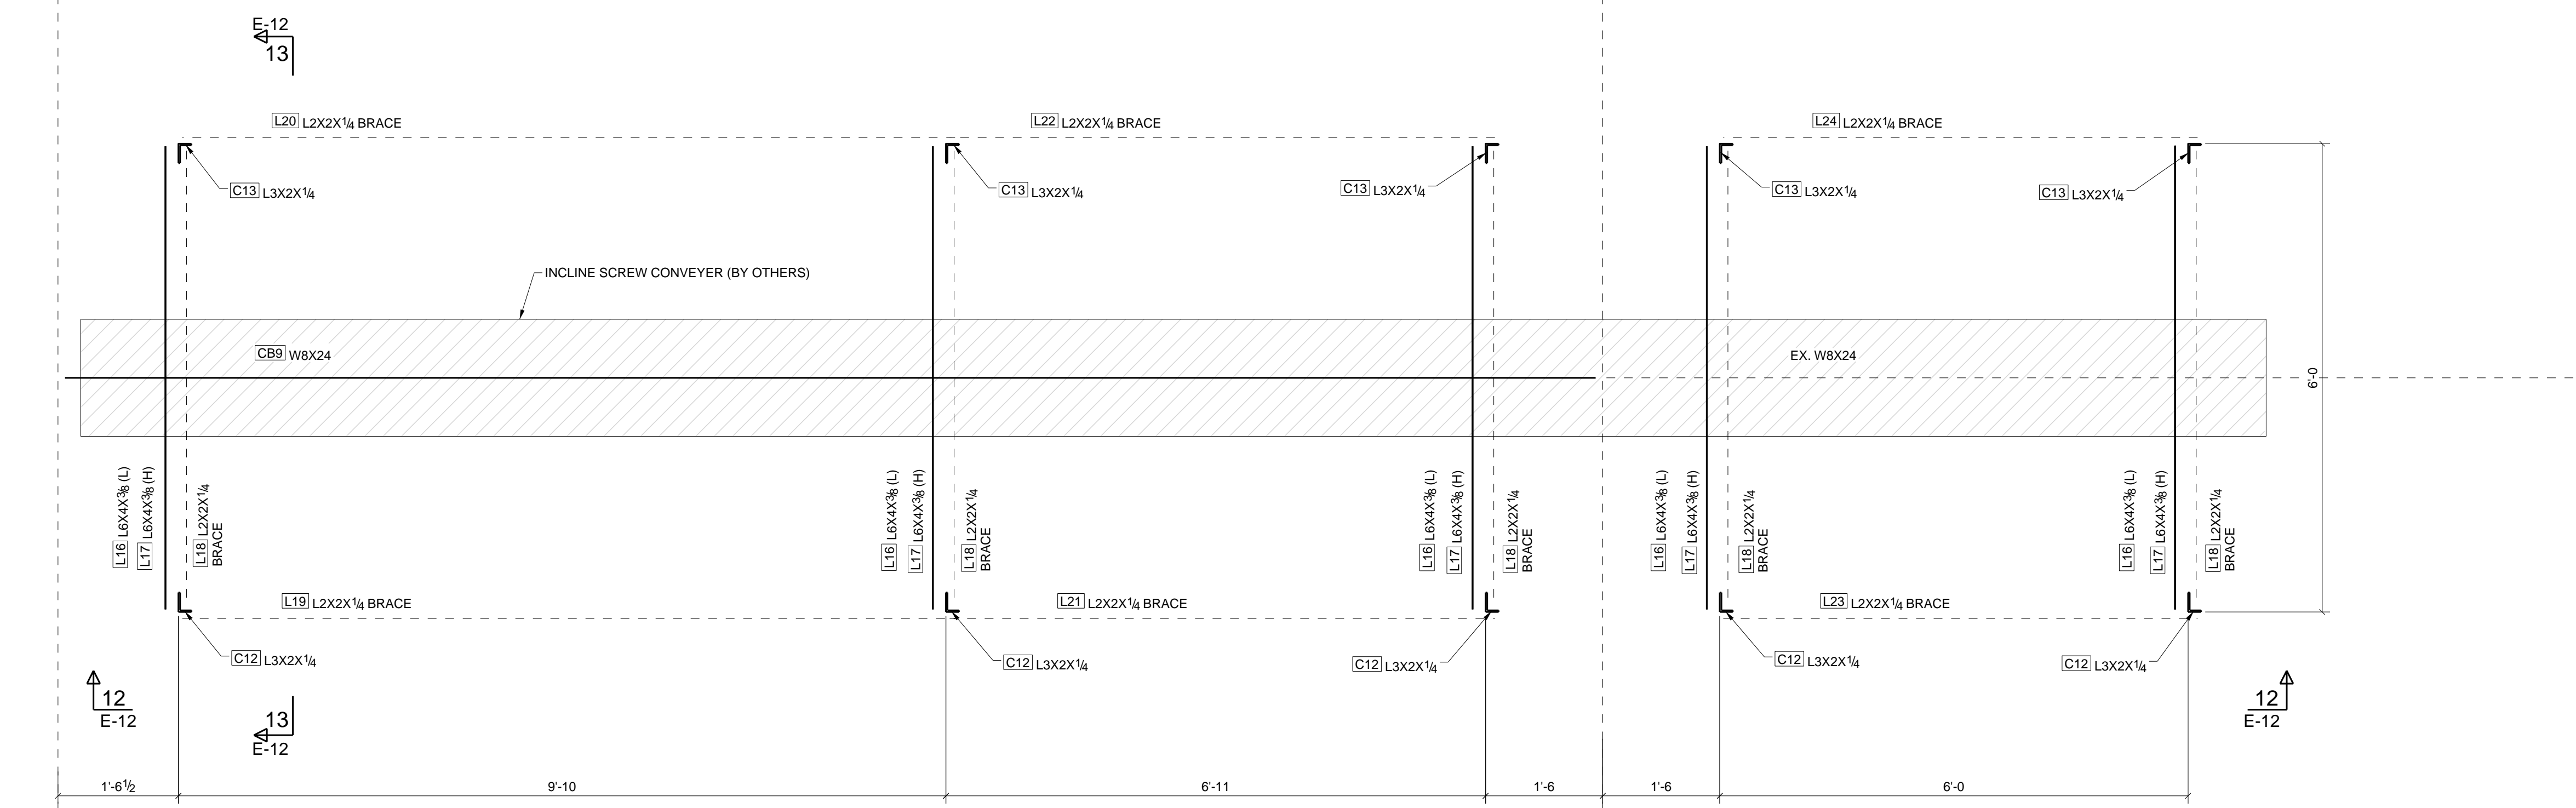 E-12
13
L20 L2X2X1/4 BRACE
L22 L2X2X1/4 BRACE
L24 L2X2X1/4 BRACE
C13 L3X2X1/4
C13 L3X2X1/4
C13 L3X2X1/4
C13 L3X2X1/4
C13 L3X2X1/4
INCLINE SCREW CONVEYER (BY OTHERS)
CB9 W8X24
EX. W8X24
6'-0
L16 L6X4X3/8 (L)
L17 L6X4X3/8 (H)
L18 L2X2X1/4
BRACE
L16 L6X4X3/8 (L)
L17 L6X4X3/8 (H)
L18 L2X2X1/4
BRACE
L16 L6X4X3/8 (L)
L17 L6X4X3/8 (H)
L18 L2X2X1/4
BRACE
L16 L6X4X3/8 (L)
L17 L6X4X3/8 (H)
L18 L2X2X1/4
BRACE
L16 L6X4X3/8 (L)
L17 L6X4X3/8 (H)
L18 L2X2X1/4
BRACE
L19 L2X2X1/4 BRACE
L21 L2X2X1/4 BRACE
L23 L2X2X1/4 BRACE
C12 L3X2X1/4
C12 L3X2X1/4
C12 L3X2X1/4
C12 L3X2X1/4
C12 L3X2X1/4
12
E-12
13
E-12
12
E-12
1'-6 1/2
9'-10
6'-11
1'-6
1'-6
6'-0